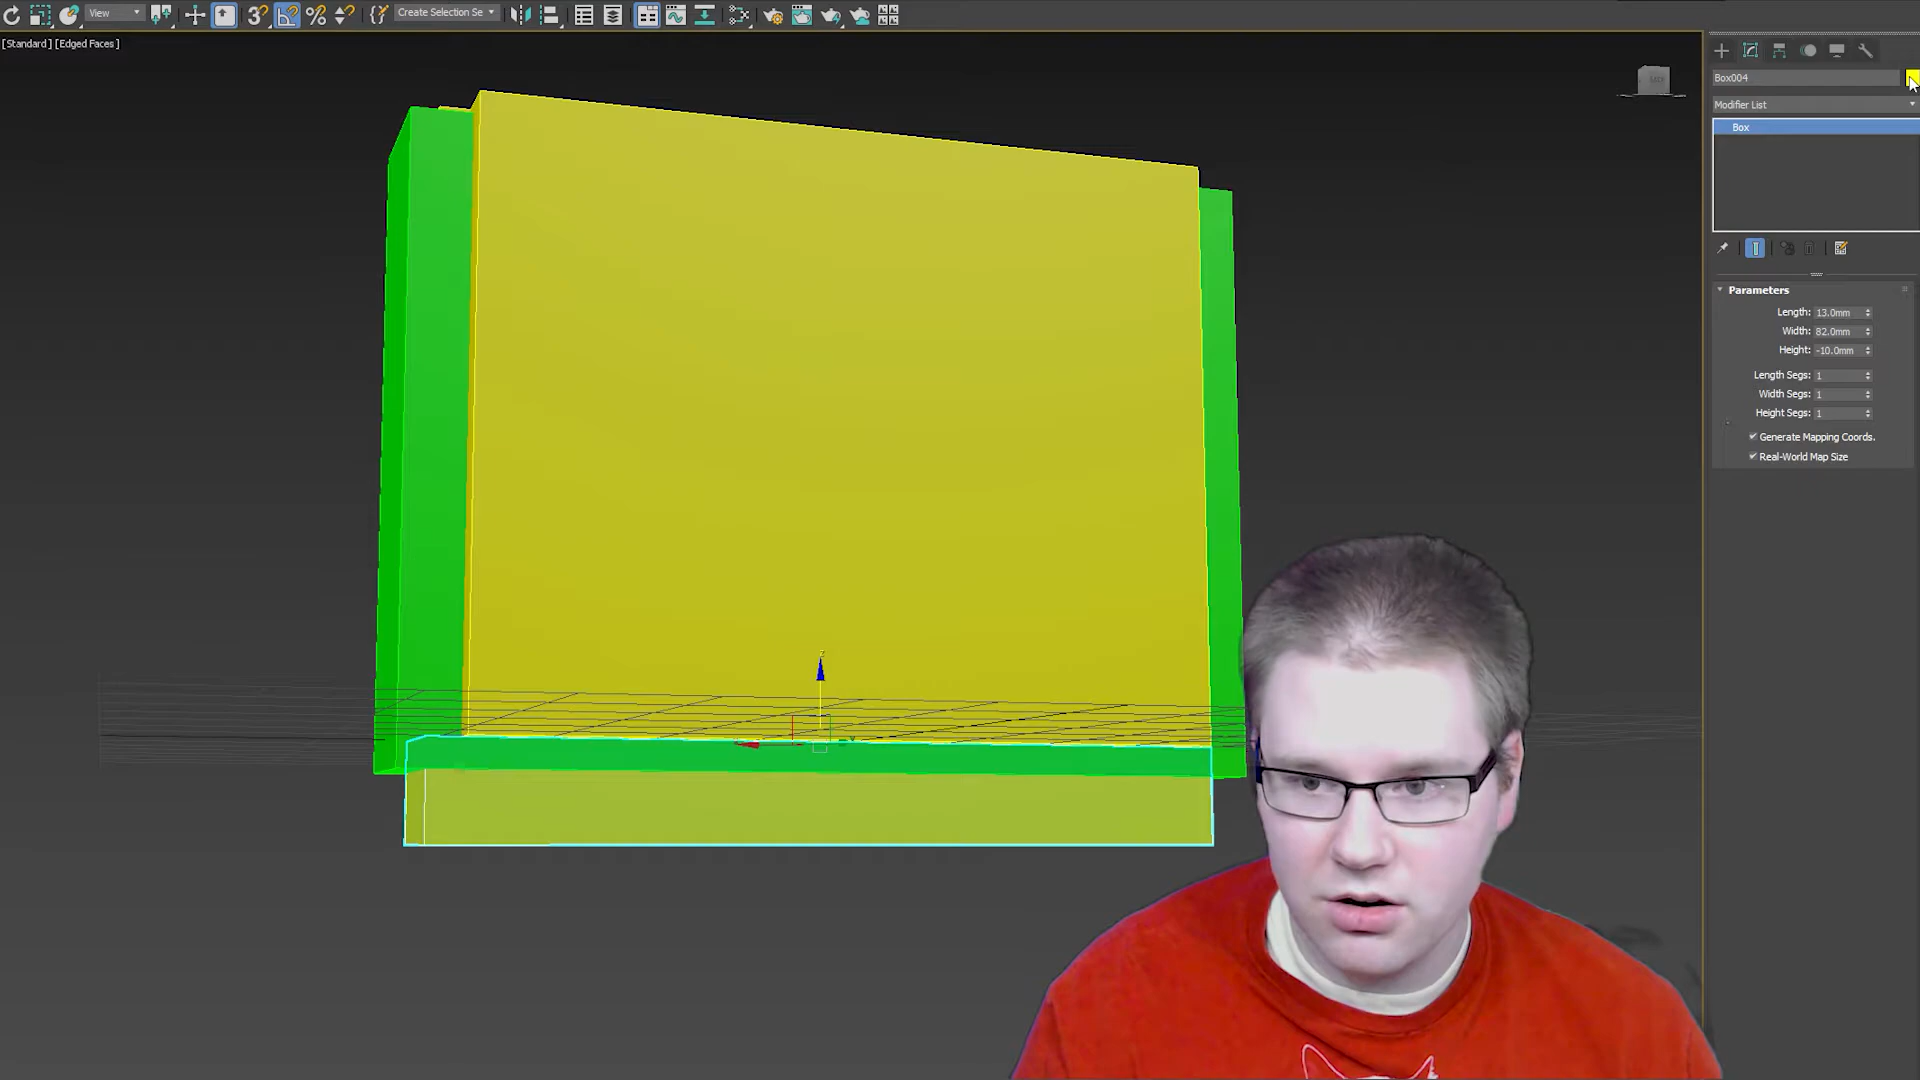 View
Create Selection Se
[Standard] [Edged Faces]
Box004
Modifier List
Box
Parameters
Length: 13.0mm
Width: 82.0mm
Height: -10.0mm
Length Segs: 1
Width Segs: 1
Height Segs: 1
Generate Mapping Coords.
Real-World Map Size
z